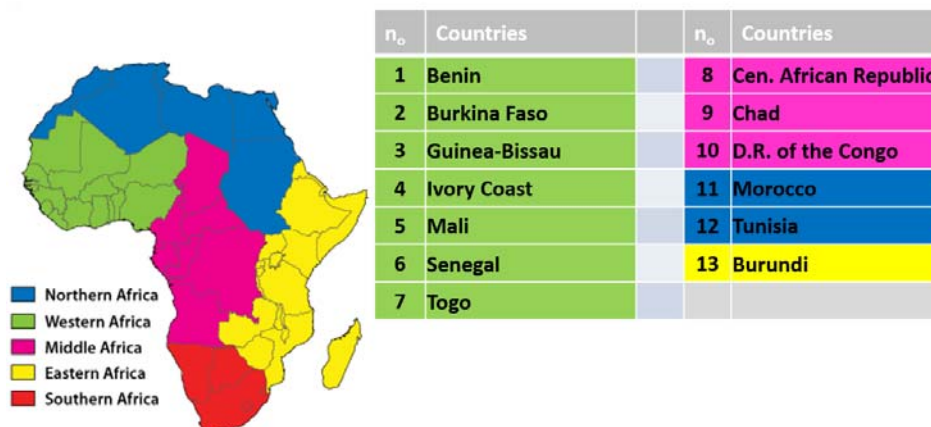 nₒ Countries nₒ Countries
1 Benin 8 Cen. African Republic
2 Burkina Faso 9 Chad
3 Guinea-Bissau 10 D.R. of the Congo
4 Ivory Coast 11 Morocco
5 Mali 12 Tunisia
6 Senegal 13 Burundi
7 Togo
Northern Africa
Western Africa
Middle Africa
Eastern Africa
Southern Africa